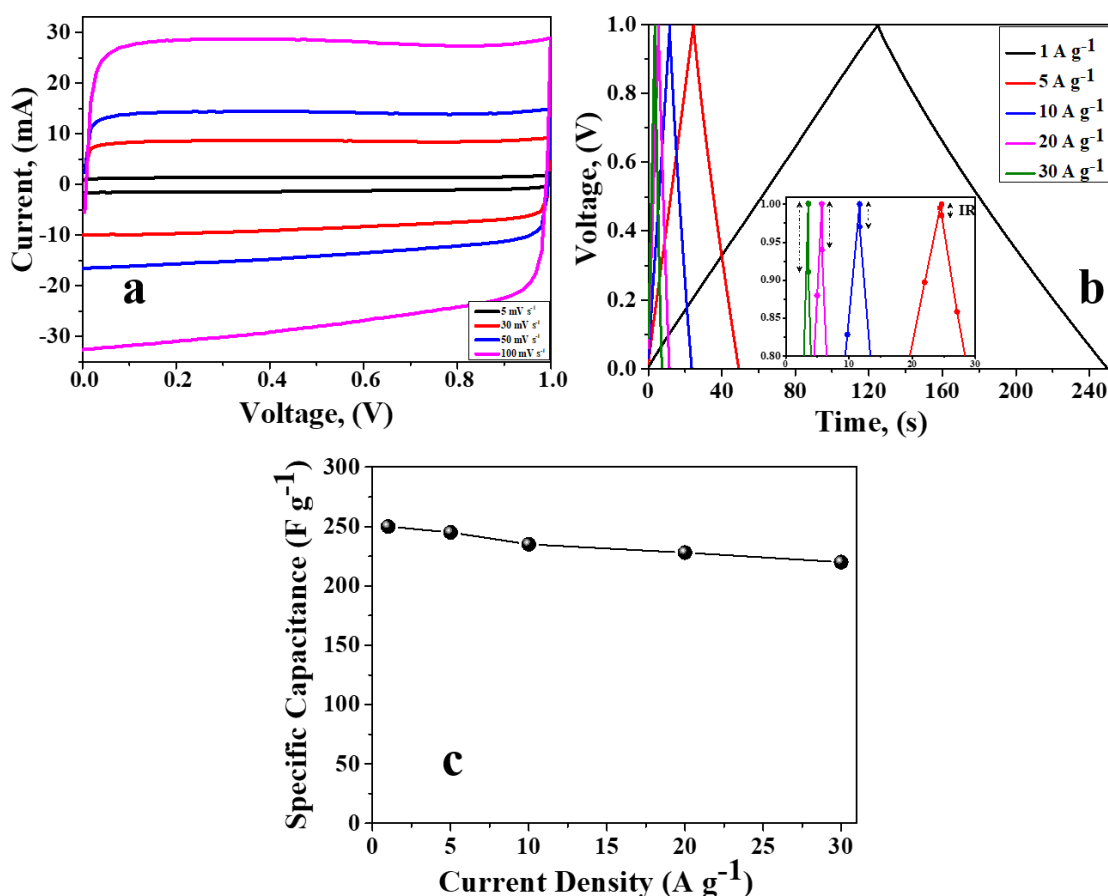 30
20
10
0
-10
-20
-30
0.0
0.2
0.4
0.6
0.8
1.0
Current, (mA)
Voltage, (V)
a
5 mV s⁻¹
30 mV s⁻¹
50 mV s⁻¹
100 mV s⁻¹
1.0
0.8
0.6
0.4
0.2
0.0
0
40
80
120
160
200
240
Voltage, (V)
Time, (s)
b
1 A g⁻¹
5 A g⁻¹
10 A g⁻¹
20 A g⁻¹
30 A g⁻¹
1.00
0.95
0.90
0.85
0.80
0
10
20
30
IR
300
250
200
150
100
50
0
0
5
10
15
20
25
30
Specific Capacitance (F g⁻¹)
Current Density (A g⁻¹)
c